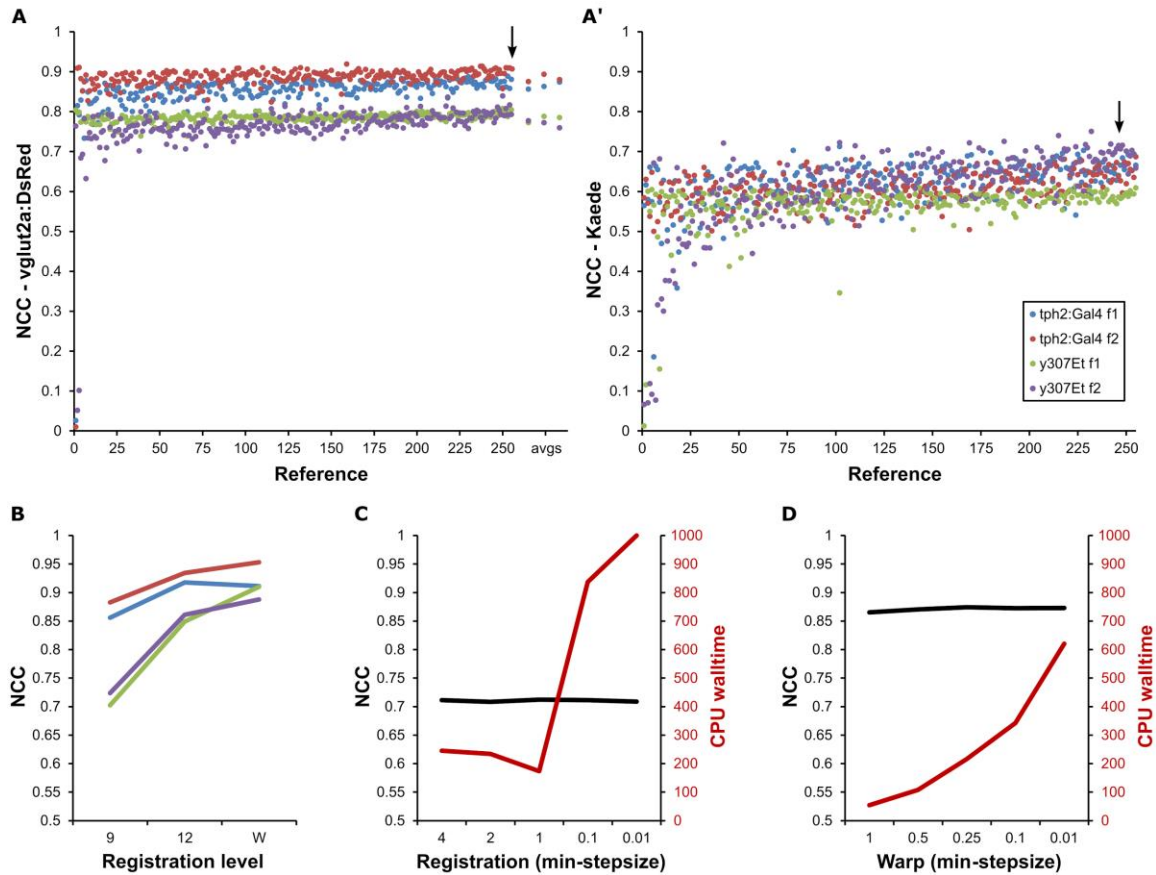 A
NCC - vglut2a:DsRed
1
0.9
0.8
0.7
0.6
0.5
0.4
0.3
0.2
0.1
0
0 25 50 75 100 125 150 175 200 225 250 avgs
Reference
A'
NCC - Kaede
1
0.9
0.8
0.7
0.6
0.5
0.4
0.3
0.2
0.1
0
0 25 50 75 100 125 150 175 200 225 250
Reference
tph2:Gal4 f1
tph2:Gal4 f2
y307Et f1
y307Et f2
B
NCC
1
0.95
0.9
0.85
0.8
0.75
0.7
0.65
0.6
0.55
0.5
9 12 W
Registration level
C
NCC
1
0.95
0.9
0.85
0.8
0.75
0.7
0.65
0.6
0.55
0.5
1000
900
800
700
600
500
400
300
200
100
0
CPU walltime
4 2 1 0.1 0.01
Registration (min-stepsize)
D
NCC
1
0.95
0.9
0.85
0.8
0.75
0.7
0.65
0.6
0.55
0.5
1000
900
800
700
600
500
400
300
200
100
0
CPU walltime
1 0.5 0.25 0.1 0.01
Warp (min-stepsize)